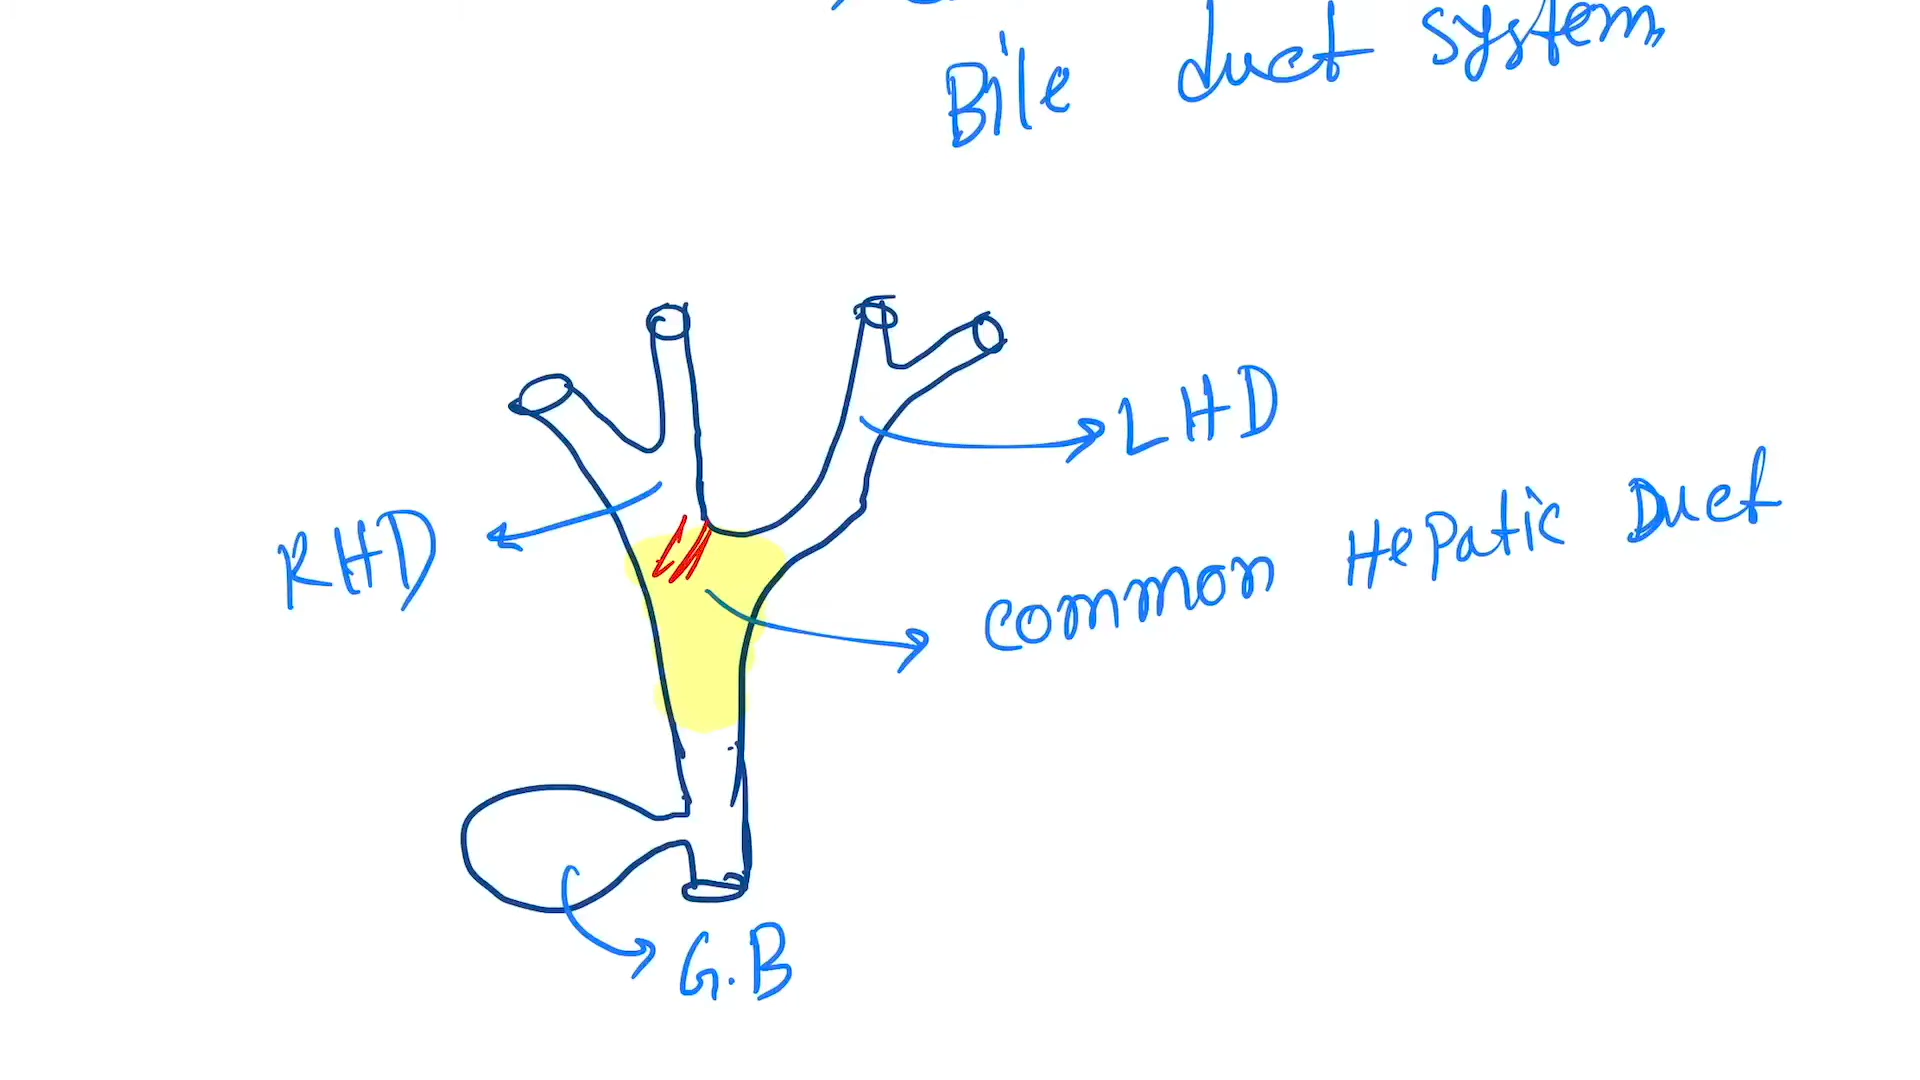 Bile duct system
LHD
RHD
Common Hepatic Duct
G.B